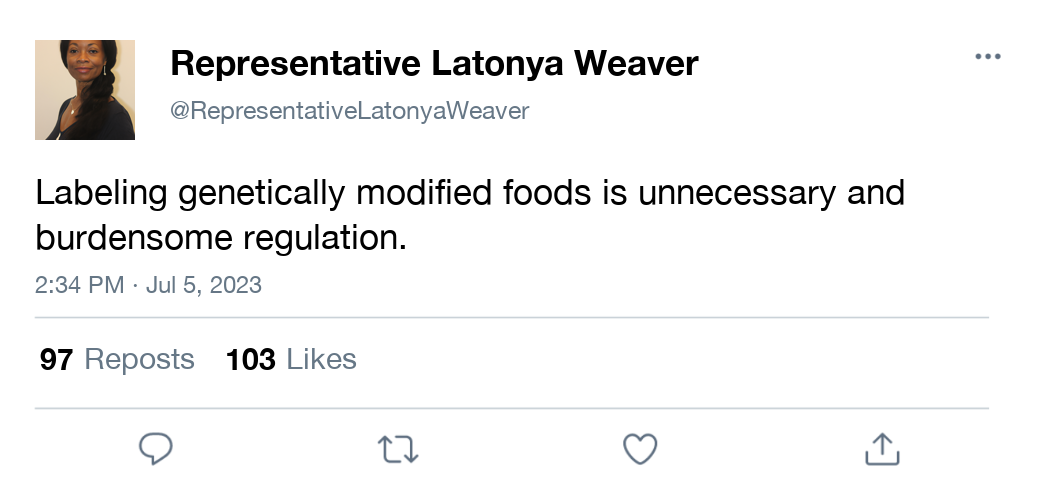 Representative Latonya Weaver
@RepresentativeLatonyaWeaver
Labeling genetically modified foods is unnecessary and
burdensome regulation.
2:34 PM · Jul 5, 2023
97 Reposts 103 Likes